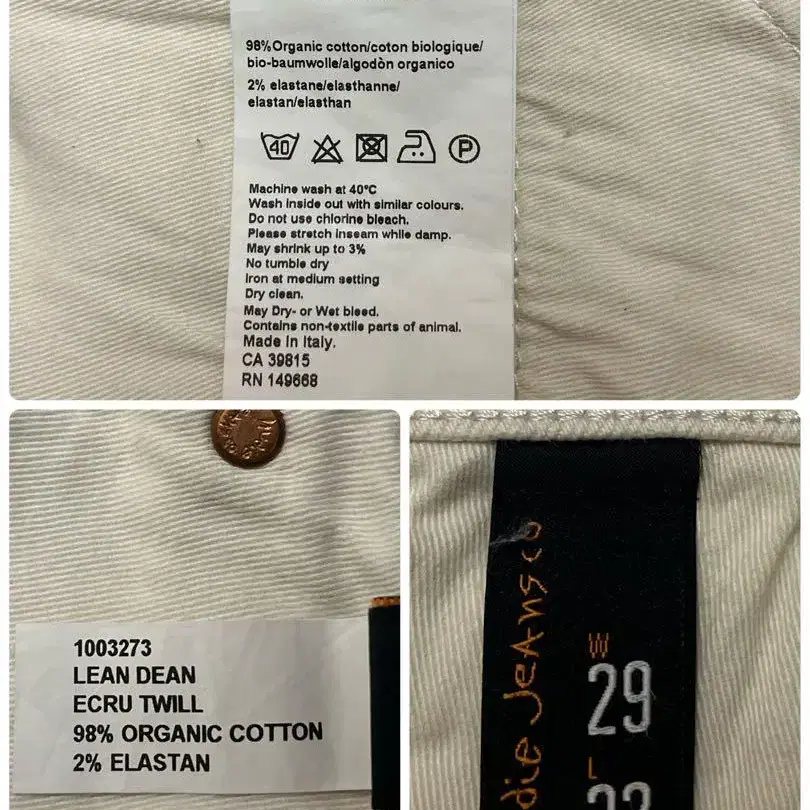 98%Organic cotton/coton biologique/
bio-baumwolle/algodòn organico
2% elastane/elasthanne/
elastan/elasthan
40
P
Machine wash at 40°C
Wash inside out with similar colours.
Do not use chlorine bleach.
Please stretch inseam while damp.
May shrink up to 3%
No tumble dry
Iron at medium setting
Dry clean.
May Dry- or Wet bleed.
Contains non-textile parts of animal.
Made in Italy.
CA 39815
RN 149668
1003273
LEAN DEAN
ECRU TWILL
98% ORGANIC COTTON
2% ELASTAN
die JeAns co
W
29
L